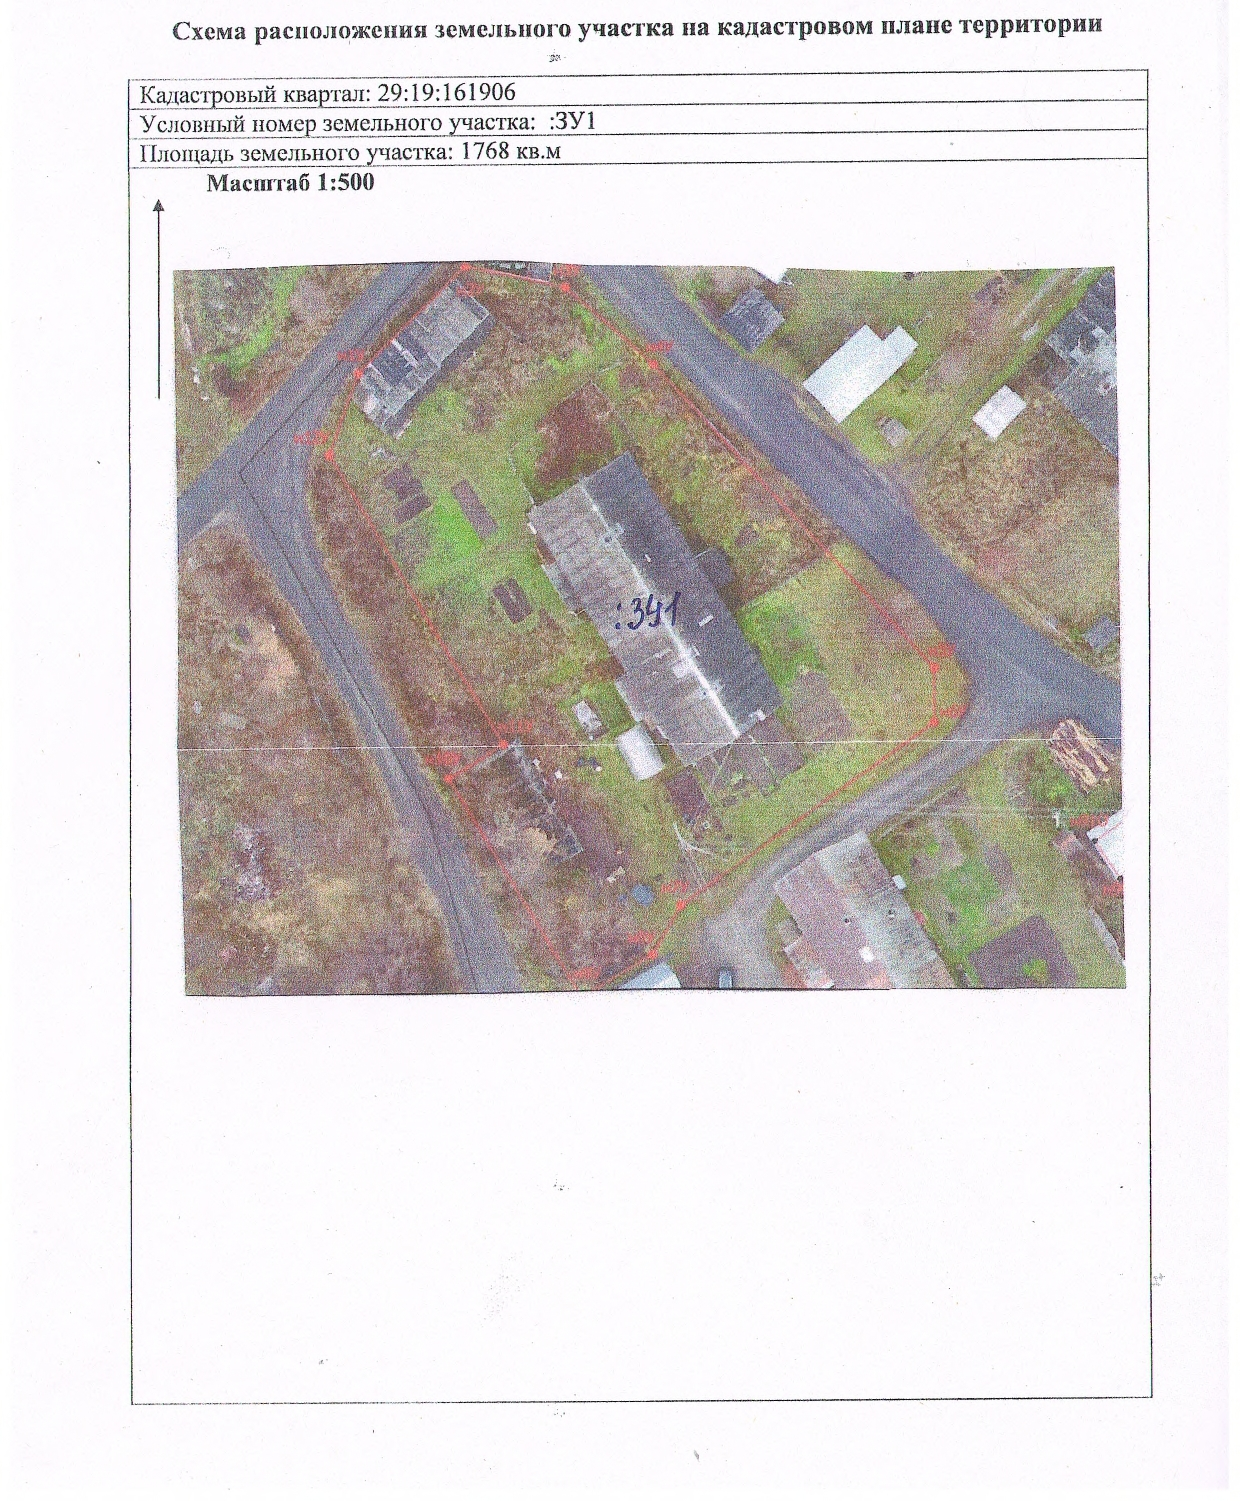 Схема расположения земельного участка на кадастровом плане территории
Кадастровый квартал: 29:19:161906
Условный номер земельного участка: :ЗУ1
Площадь земельного участка: 1768 кв.м
Масштаб 1:500
:341